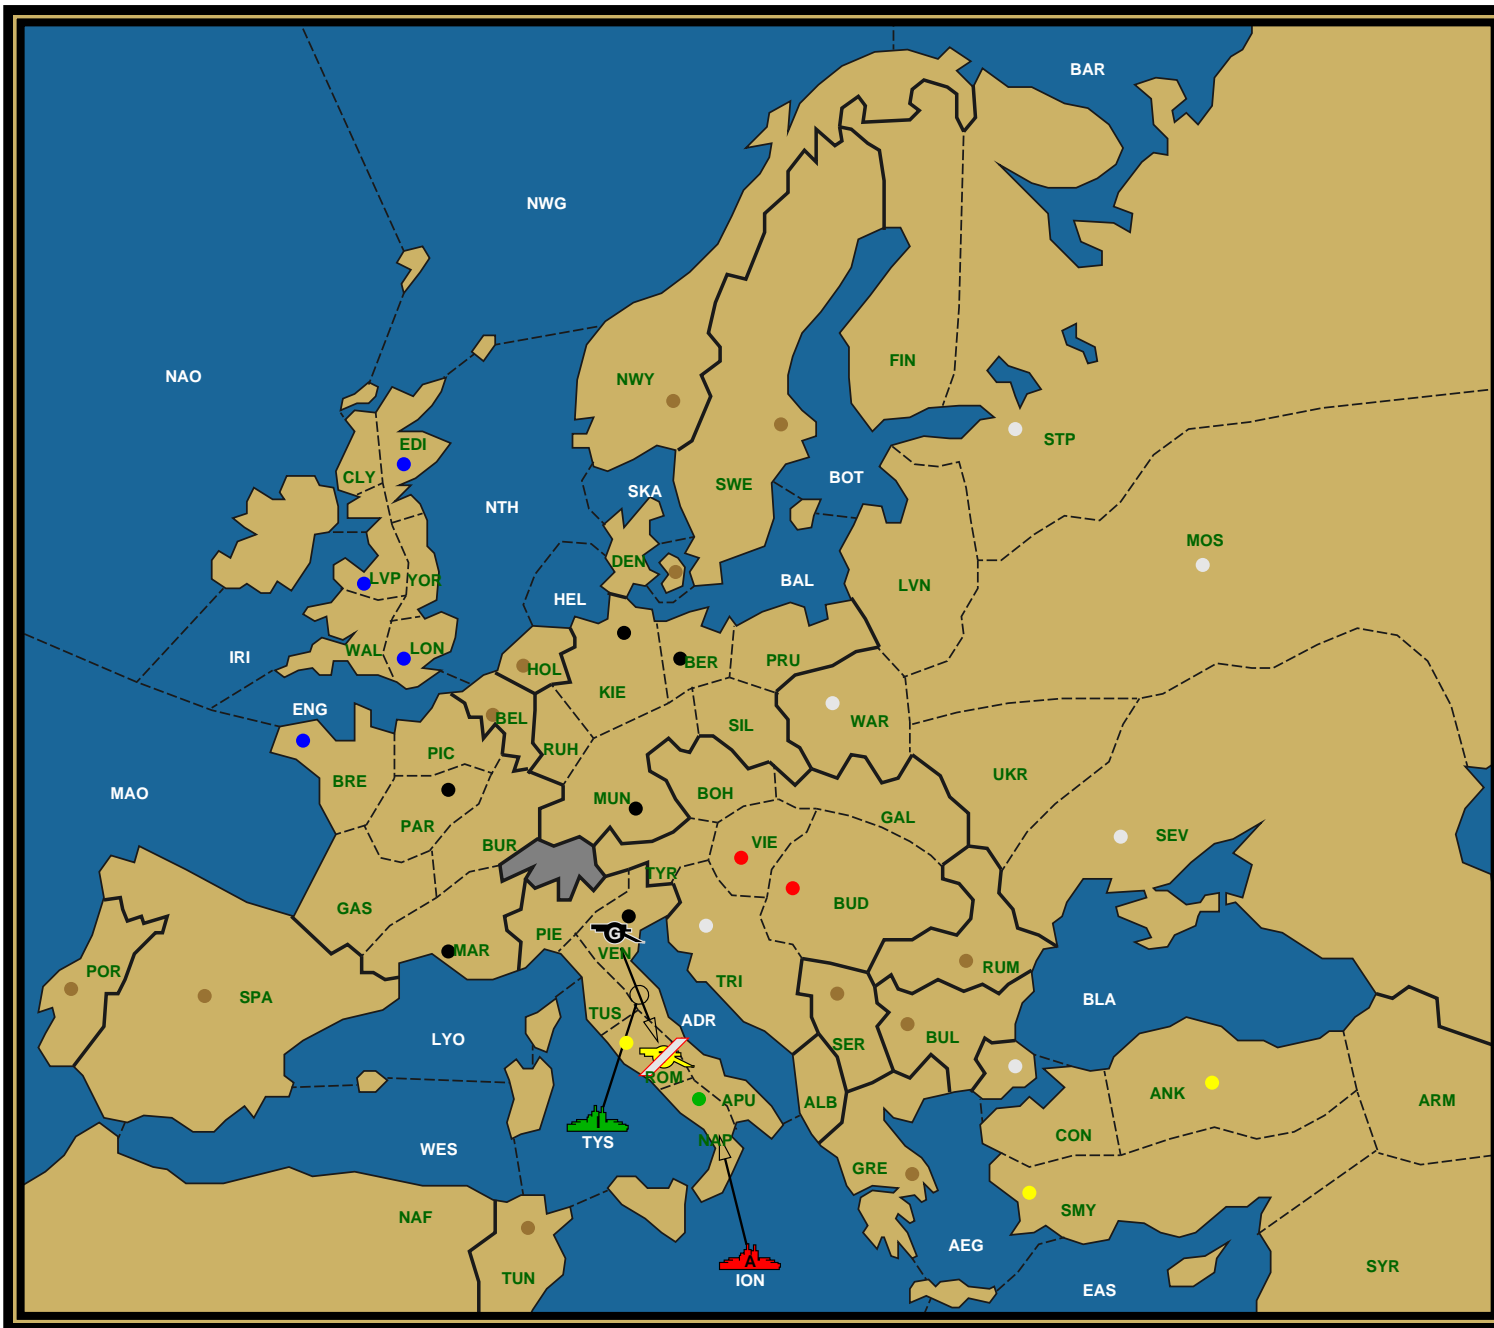 BAR
NWG
NAO
FIN
NWY
STP
EDI
CLY
SKA
SWE
BOT
NTH
MOS
DEN
LVP YOR
BAL
LVN
HEL
IRI
WAL
LON
HOL
BER
PRU
KIE
ENG
BEL
WAR
SIL
PIC
RUH
UKR
BRE
MAO
MUN
BOH
GAL
PAR
SEV
BUR
VIE
TYR
BUD
GAS
PIE
G
VEN
MAR
POR
RUM
SPA
TRI
BLA
TUS
ADR
LYO
SER
BUL
ROM
ANK
APU
ALB
ARM
I
TYS
NAP
CON
WES
GRE
SMY
NAF
AEG
A
ION
SYR
TUN
EAS